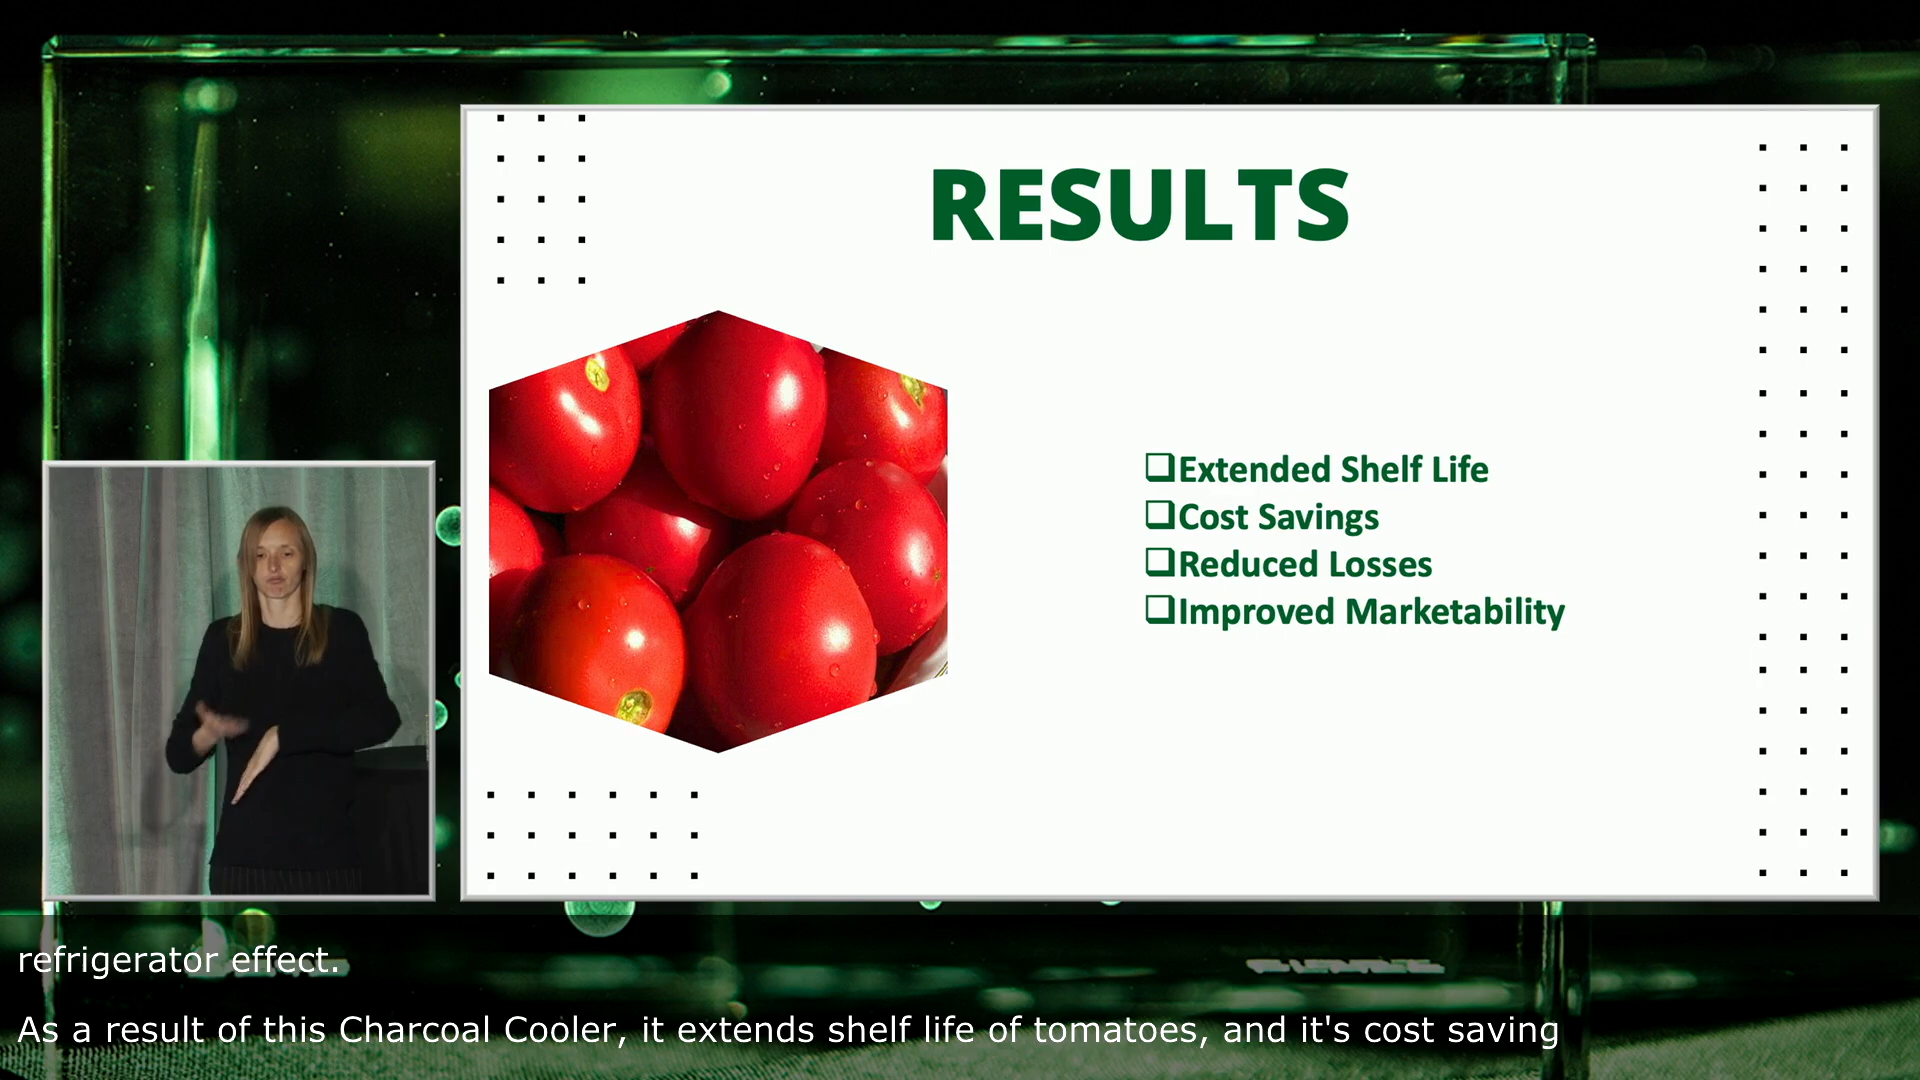 RESULTS
❑Extended Shelf Life
❑Cost Savings
❑Reduced Losses
❑Improved Marketability
refrigerator effect.
As a result of this Charcoal Cooler, it extends shelf life of tomatoes, and it's cost saving